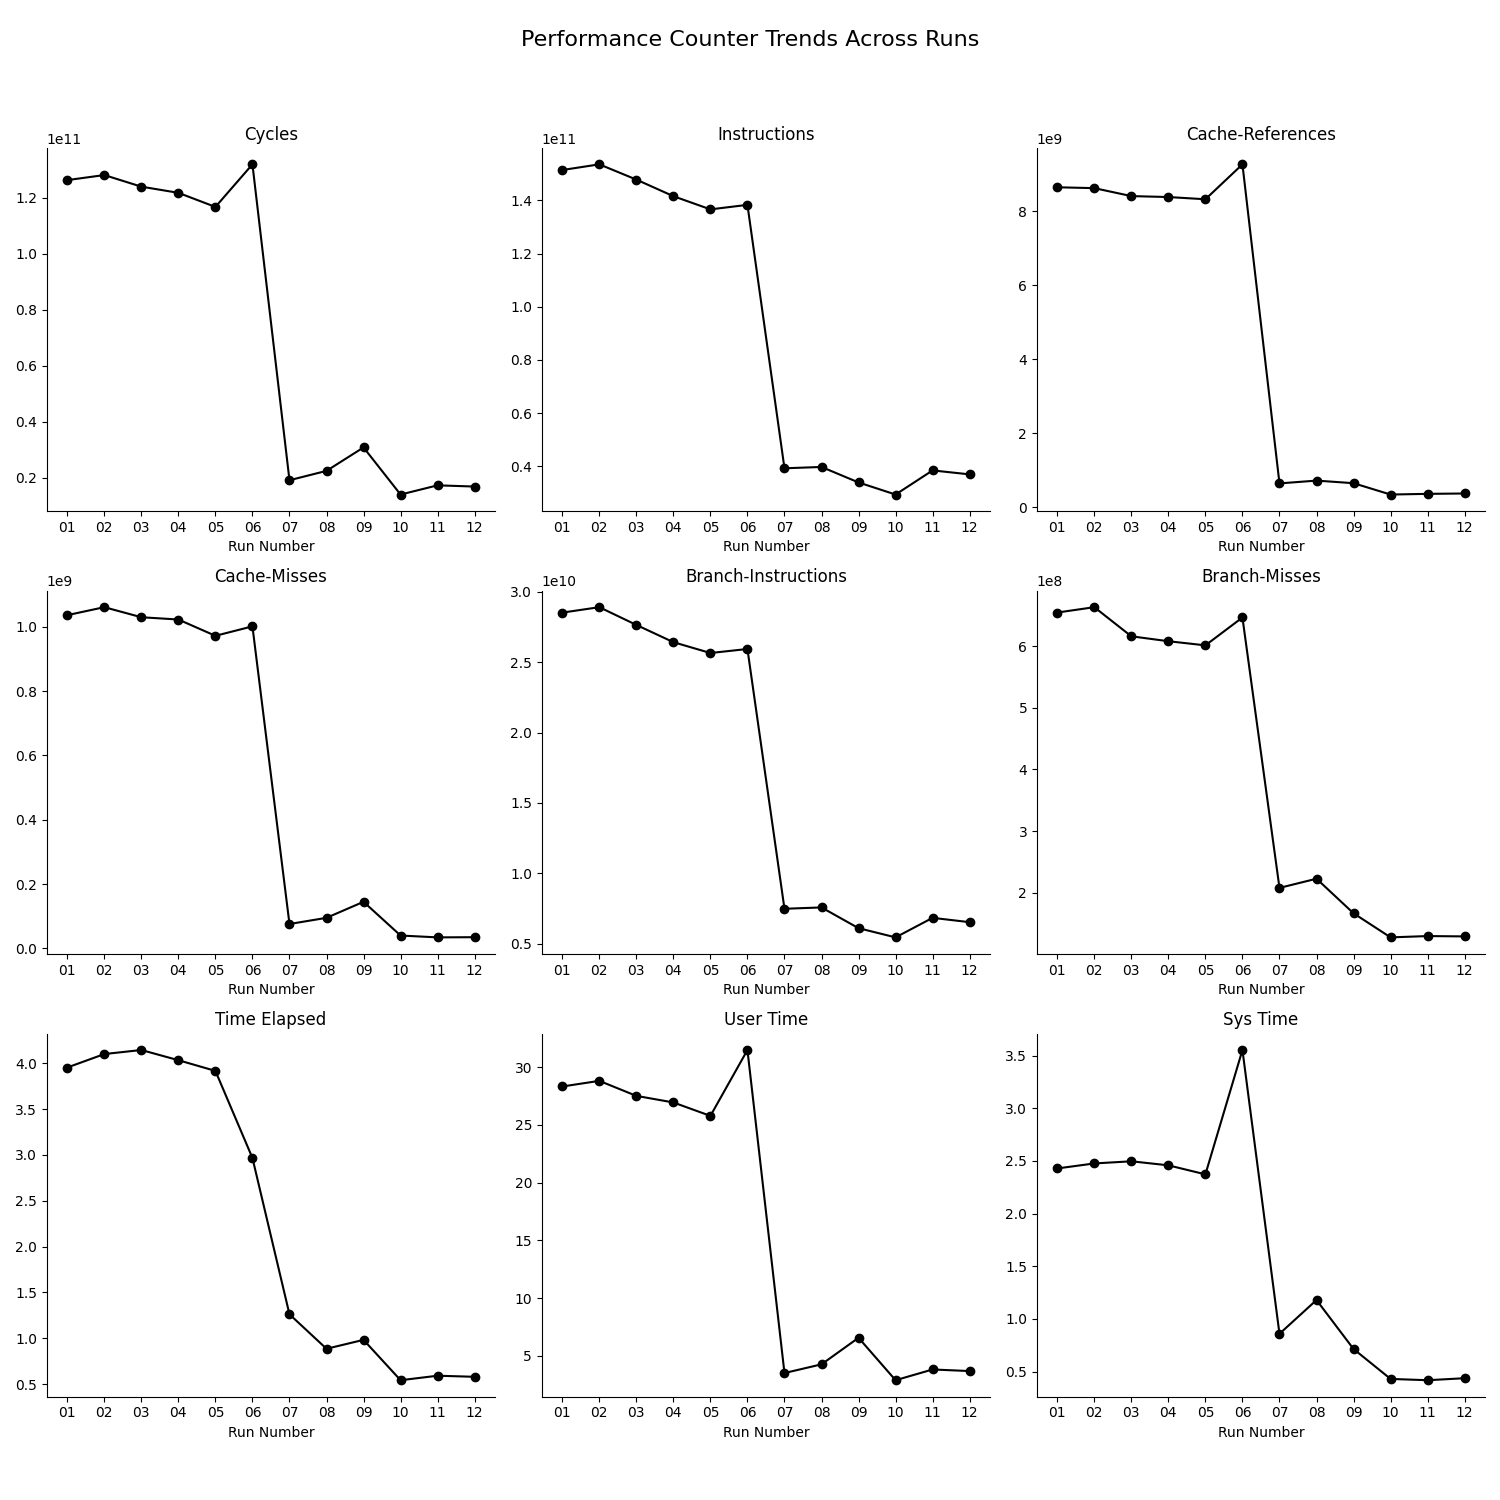 Performance Counter Trends Across Runs
Cycles
1e11
1.2
1.0
0.8
0.6
0.4
0.2
01 02 03 04 05 06 07 08 09 10 11 12
Run Number
Instructions
1e11
1.4
1.2
1.0
0.8
0.6
0.4
01 02 03 04 05 06 07 08 09 10 11 12
Run Number
Cache-References
1e9
8
6
4
2
0
01 02 03 04 05 06 07 08 09 10 11 12
Run Number
Cache-Misses
1e9
1.0
0.8
0.6
0.4
0.2
0.0
01 02 03 04 05 06 07 08 09 10 11 12
Run Number
Branch-Instructions
1e10
3.0
2.5
2.0
1.5
1.0
0.5
01 02 03 04 05 06 07 08 09 10 11 12
Run Number
Branch-Misses
1e8
6
5
4
3
2
01 02 03 04 05 06 07 08 09 10 11 12
Run Number
Time Elapsed
4.0
3.5
3.0
2.5
2.0
1.5
1.0
0.5
01 02 03 04 05 06 07 08 09 10 11 12
Run Number
User Time
30
25
20
15
10
5
01 02 03 04 05 06 07 08 09 10 11 12
Run Number
Sys Time
3.5
3.0
2.5
2.0
1.5
1.0
0.5
01 02 03 04 05 06 07 08 09 10 11 12
Run Number